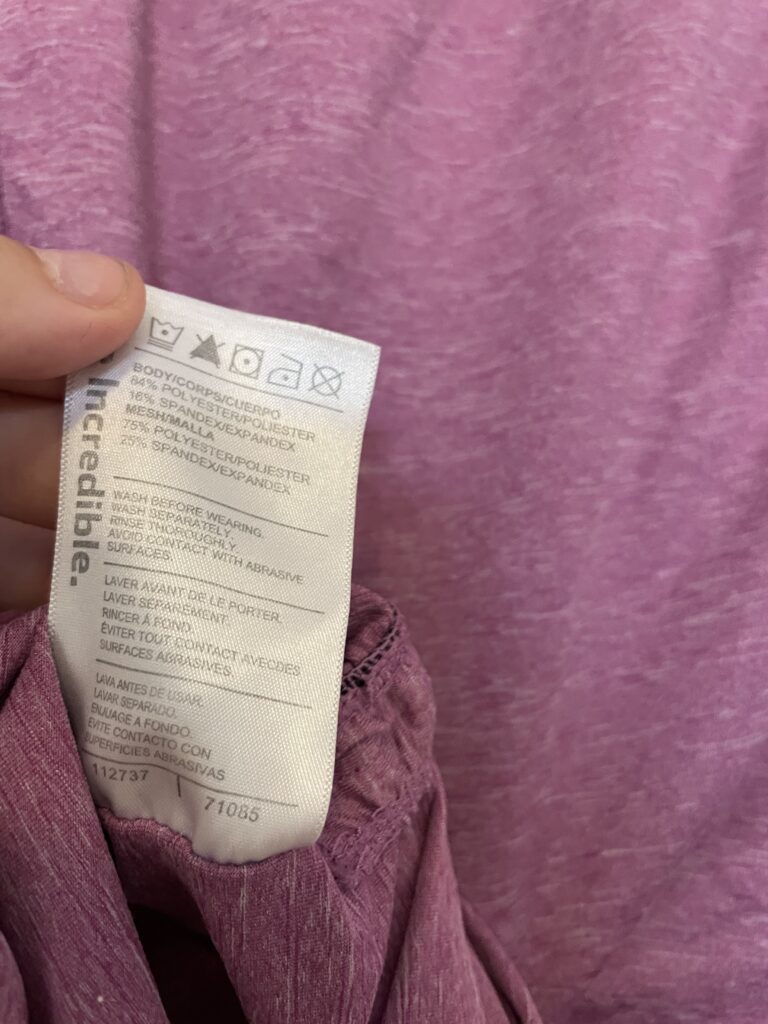 Incredible.
BODY/CORPS/CUERPO
84% POLYESTER/POLIESTER
16% SPANDEX/EXPANDEX
MESH/MALLA
75% POLYESTER/POLIESTER
25% SPANDEX/EXPANDEX
WASH BEFORE WEARING.
WASH SEPARATELY.
RINSE THOROUGHLY
AVOID CONTACT WITH ABRASIVE
SURFACES.
LAVER AVANT DE LE PORTER.
LAVER SÉPARÉMENT.
RINCER À FOND
ÉVITER TOUT CONTACT AVECDES
SURFACES ABRASIVES
LAVA ANTES DE USAR.
LAVAR SEPARADO.
ENJUAGE A FONDO.
EVITE CONTACTO CON
SUPERFICIES ABRASIVAS
112737 | 71085